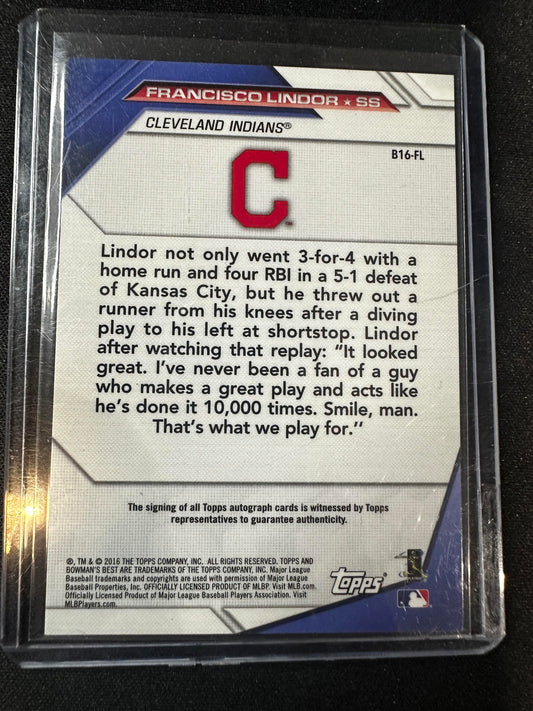 FRANCISCO LINDOR ★ SS
CLEVELAND INDIANS®
B16-FL
C
Lindor not only went 3-for-4 with a
home run and four RBI in a 5-1 defeat
of Kansas City, but he threw out a
runner from his knees after a diving
play to his left at shortstop. Lindor
after watching that replay: “It looked
great. I’ve never been a fan of a guy
who makes a great play and acts like
he’s done it 10,000 times. Smile, man.
That’s what we play for.’’
The signing of all Topps autograph cards is witnessed by Topps
representatives to guarantee authenticity.
®, TM & © 2016 THE TOPPS COMPANY, INC. ALL RIGHTS RESERVED. TOPPS AND
BOWMAN'S BEST ARE TRADEMARKS OF THE TOPPS COMPANY, INC. Major League
Baseball trademarks and copyrights are used with permission of Major League
Baseball Properties, Inc. OFFICIALLY LICENSED PRODUCT OF MLBP. Visit MLB.com.
Officially Licensed Product of Major League Baseball Players Association. Visit
MLBPlayers.com.
Topps